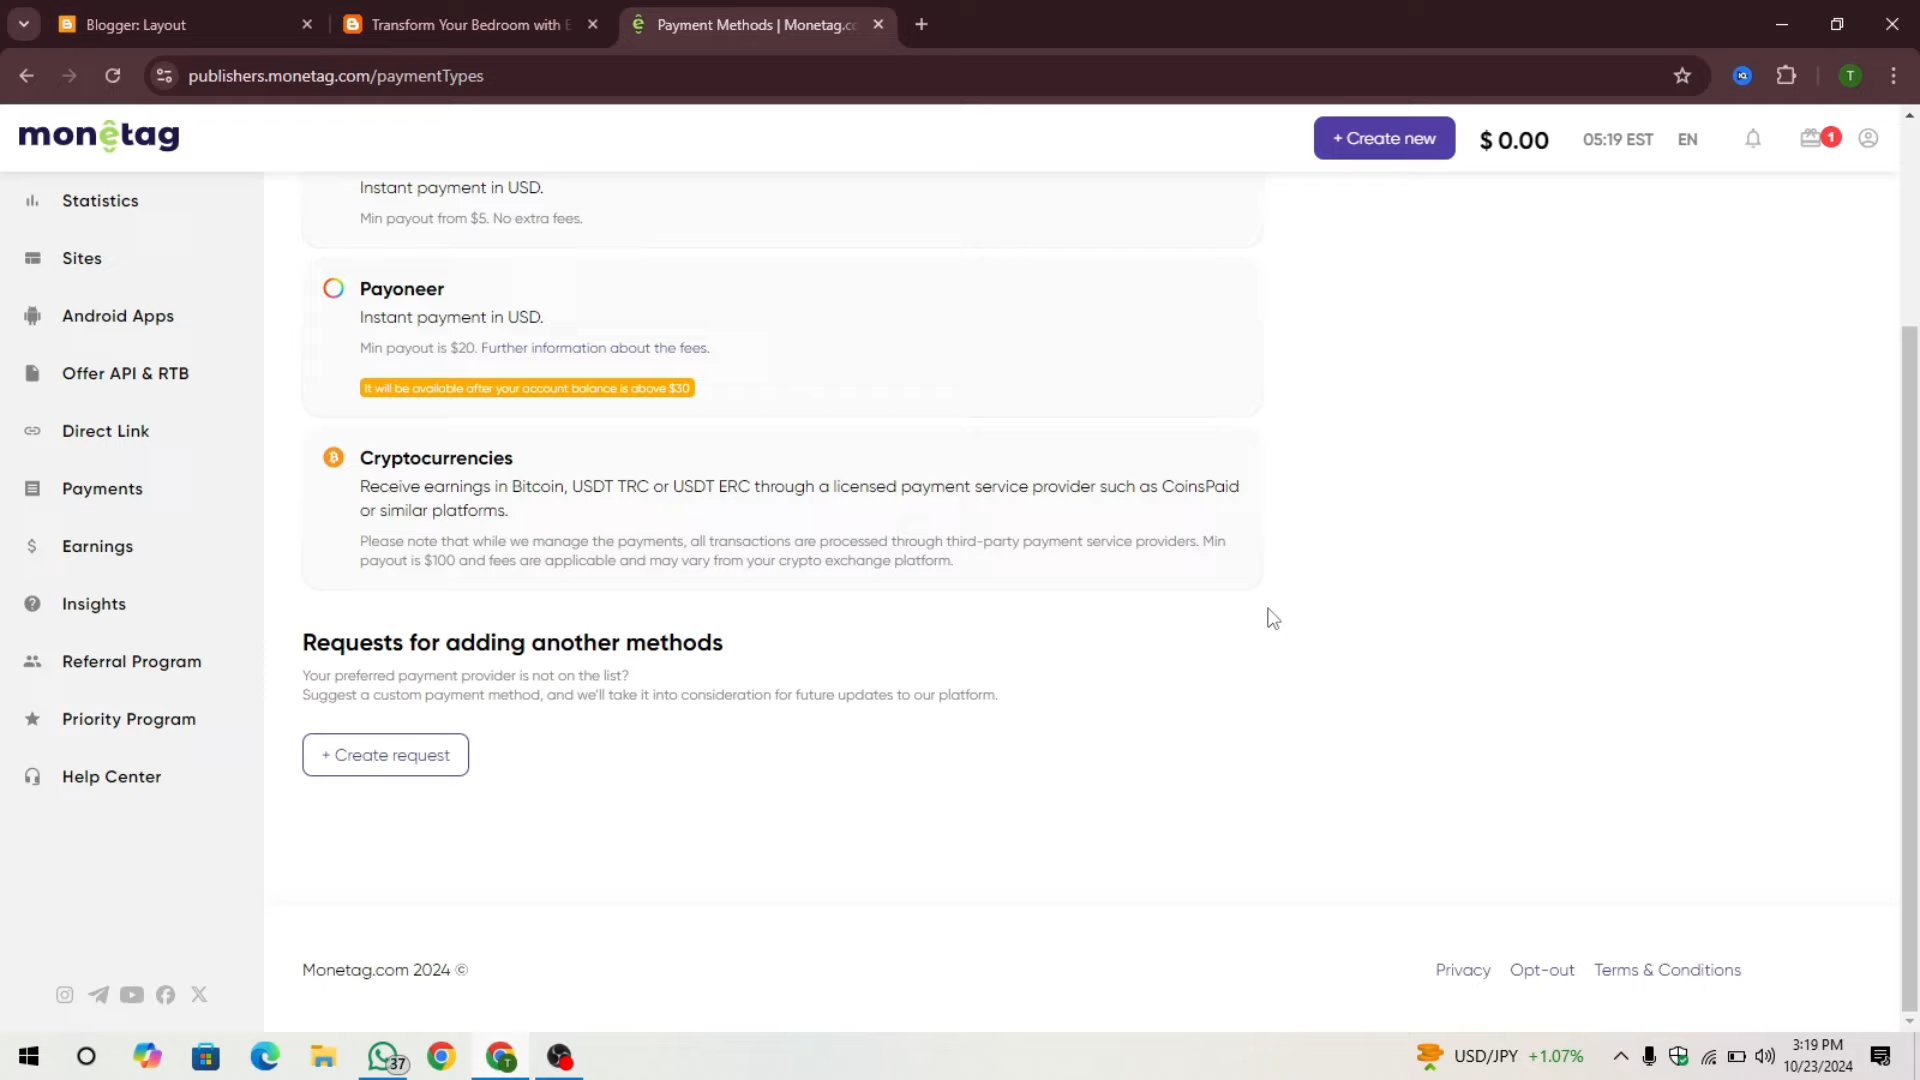 Blogger: Layout
Transform Your Bedroom with E
Payment Methods | Monetag.co
publishers.monetag.com/paymentTypes
T
monêtag
+ Create new
$ 0.00
05:19 EST
EN
1
Statistics
Sites
Android Apps
Offer API & RTB
Direct Link
Payments
Earnings
Insights
Referral Program
Priority Program
Help Center
Instant payment in USD.
Min payout from $5. No extra fees.
Payoneer
Instant payment in USD.
Min payout is $20. Further information about the fees.
It will be available after your account balance is above $30
Cryptocurrencies
Receive earnings in Bitcoin, USDT TRC or USDT ERC through a licensed payment service provider such as CoinsPaid
or similar platforms.
Please note that while we manage the payments, all transactions are processed through third-party payment service providers. Min
payout is $100 and fees are applicable and may vary from your crypto exchange platform.
Requests for adding another methods
Your preferred payment provider is not on the list?
Suggest a custom payment method, and we'll take it into consideration for future updates to our platform.
+ Create request
Monetag.com 2024 ©
Privacy
Opt-out
Terms & Conditions
37
T
USD/JPY +1.07%
3:19 PM
10/23/2024